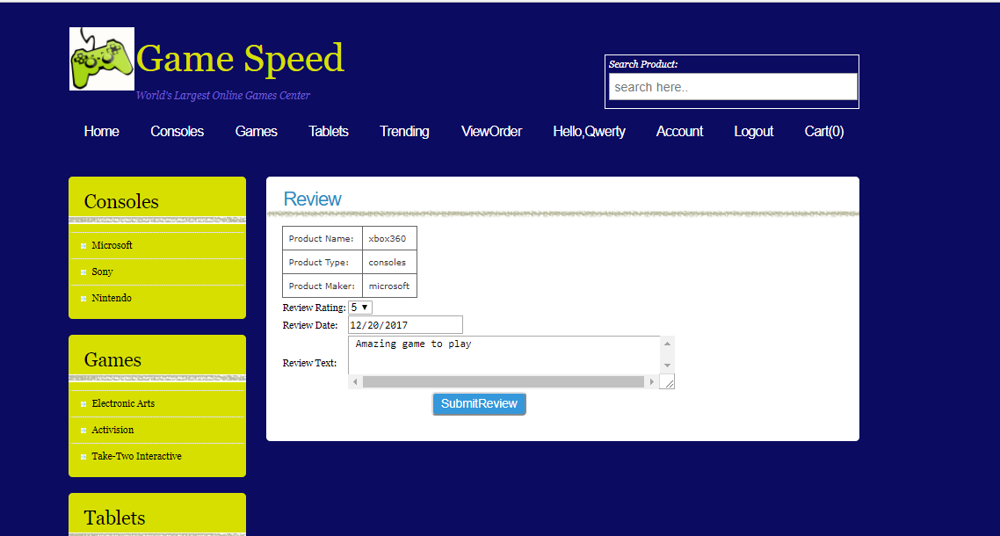 Game Speed
World's Largest Online Games Center
Search Product:
search here..
Home Consoles Games Tablets Trending ViewOrder Hello,Qwerty Account Logout Cart(0)
Consoles
Microsoft
Sony
Nintendo
Games
Electronic Arts
Activision
Take-Two Interactive
Tablets
Review
Product Name: xbox360
Product Type: consoles
Product Maker: microsoft
Review Rating: 5
Review Date: 12/20/2017
Review Text: Amazing game to play
SubmitReview